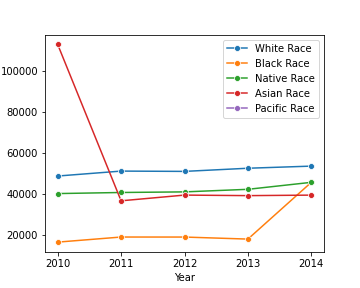 White Race
Black Race
Native Race
Asian Race
Pacific Race
100000
80000
60000
40000
20000
2010 2011 2012 2013 2014
Year